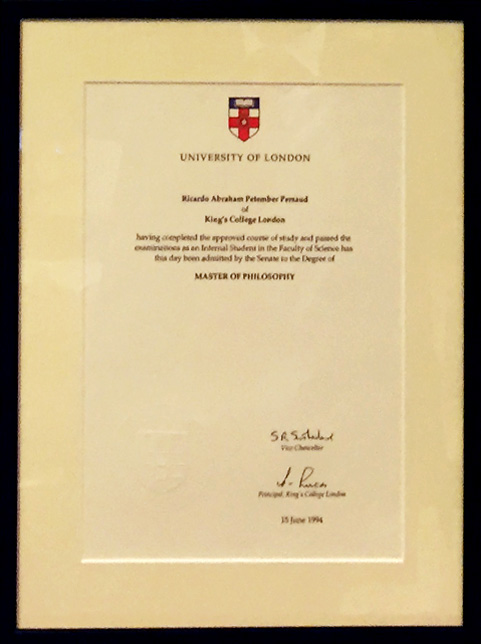 UNIVERSITY OF LONDON
Ricardo Abraham Petember Persaud
of
King's College London
having completed the approved course of study and passed the
examinations as an Internal Student in the Faculty of Science has
this day been admitted by the Senate to the Degree of
MASTER OF PHILOSOPHY
S R Sutherland
Vice Chancellor
Principal, King's College London
15 June 1994